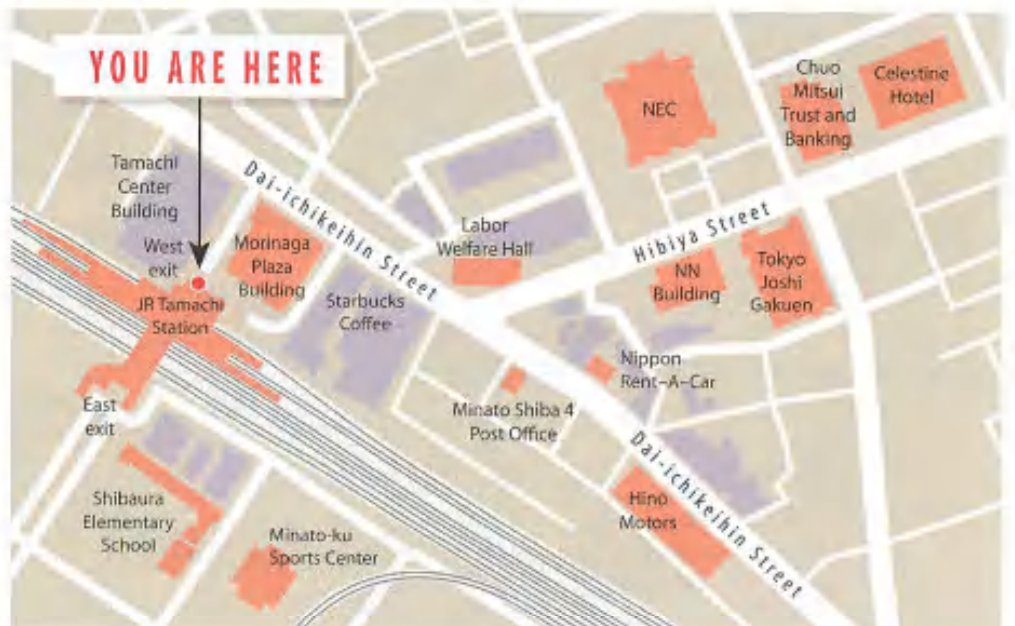 YOU ARE HERE
Tamachi
Center
Building
West
exit
JR Tamachi
Station
East
exit
Morinaga
Plaza
Building
Dai-ichikeihin Street
Starbucks
Coffee
Labor
Welfare Hall
NEC
Chuo
Mitsui
Trust and
Banking
Celestine
Hotel
Hibiya Street
NN
Building
Tokyo
Joshi
Gakuen
Nippon
Rent-A-Car
Minato Shiba 4
Post Office
Dai-ichikeihin Street
Hino
Motors
Shibaura
Elementary
School
Minato-ku
Sports Center